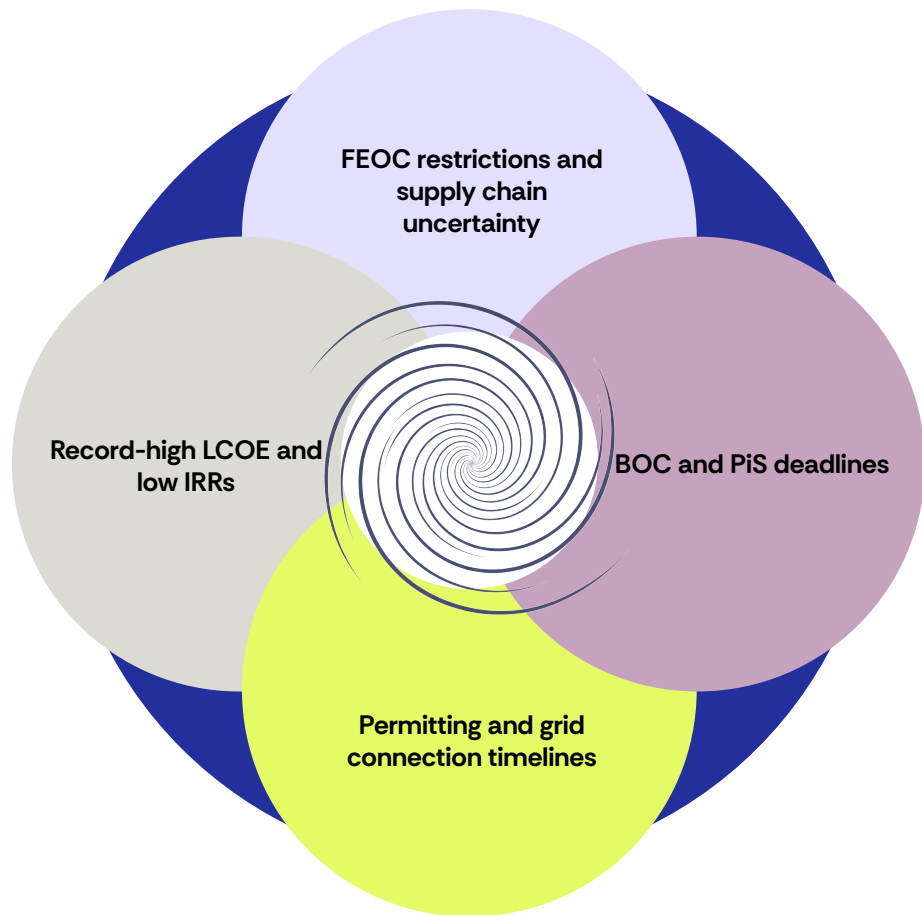 FEOC restrictions and
supply chain
uncertainty
Record-high LCOE and
low IRRs
BOC and PiS deadlines
Permitting and grid
connection timelines